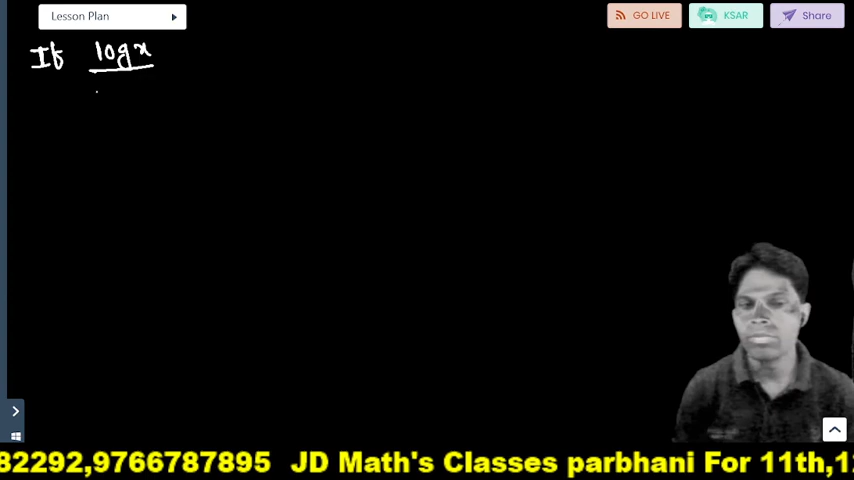 Lesson Plan
GO LIVE
KSAR
Share
If log x
82292,9766787895 JD Math's Classes parbhani For 11th,1